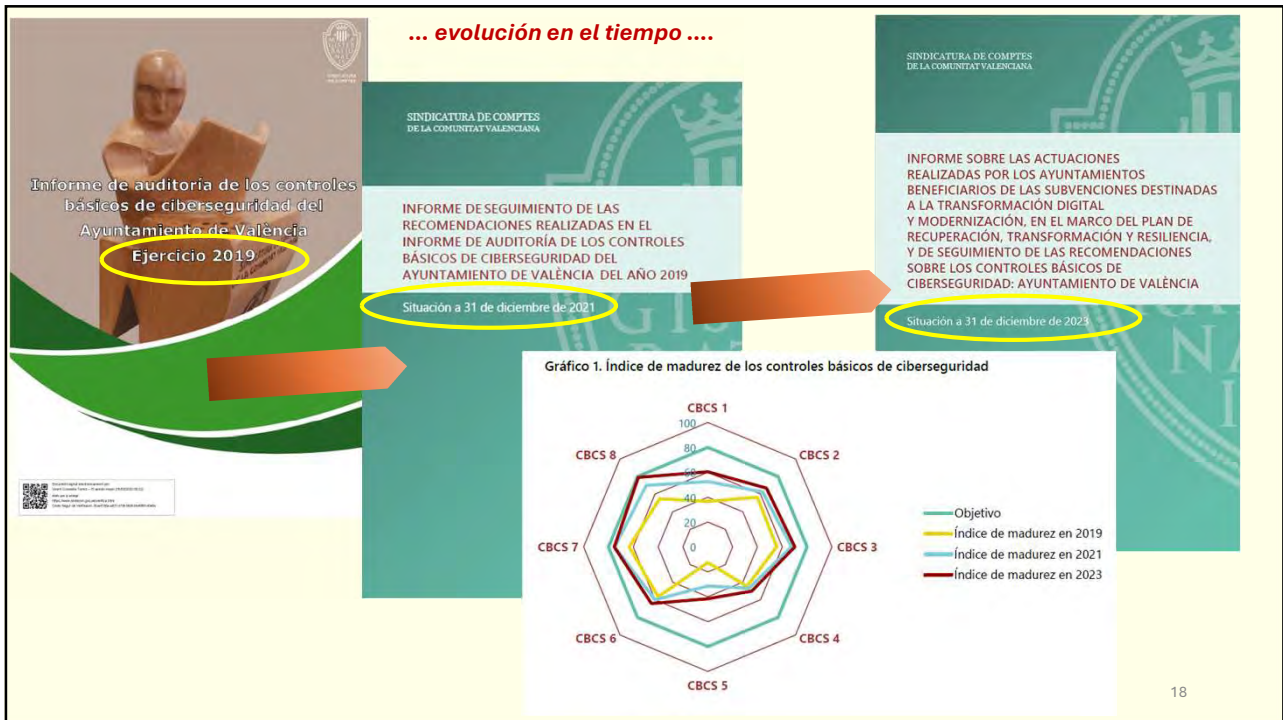 ... evolución en el tiempo ....
SINDICATURA
DE COMPTES
Informe de auditoría de los controles
básicos de ciberseguridad del
Ayuntamiento de València
Ejercicio 2019
SINDICATURA DE COMPTES
DE LA COMUNITAT VALENCIANA
INFORME DE SEGUIMIENTO DE LAS
RECOMENDACIONES REALIZADAS EN EL
INFORME DE AUDITORÍA DE LOS CONTROLES
BÁSICOS DE CIBERSEGURIDAD DEL
AYUNTAMIENTO DE VALÈNCIA DEL AÑO 2019
Situación a 31 de diciembre de 2021
SINDICATURA DE COMPTES
DE LA COMUNITAT VALENCIANA
INFORME SOBRE LAS ACTUACIONES
REALIZADAS POR LOS AYUNTAMIENTOS
BENEFICIARIOS DE LAS SUBVENCIONES DESTINADAS
A LA TRANSFORMACIÓN DIGITAL
Y MODERNIZACIÓN, EN EL MARCO DEL PLAN DE
RECUPERACIÓN, TRANSFORMACIÓN Y RESILIENCIA,
Y DE SEGUIMIENTO DE LAS RECOMENDACIONES
SOBRE LOS CONTROLES BÁSICOS DE
CIBERSEGURIDAD: AYUNTAMIENTO DE VALÈNCIA
Situación a 31 de diciembre de 2023
Gráfico 1. Índice de madurez de los controles básicos de ciberseguridad
CBCS 1
CBCS 2
CBCS 3
CBCS 4
CBCS 5
CBCS 6
CBCS 7
CBCS 8
100
80
60
40
20
0
Objetivo
Índice de madurez en 2019
Índice de madurez en 2021
Índice de madurez en 2023
18